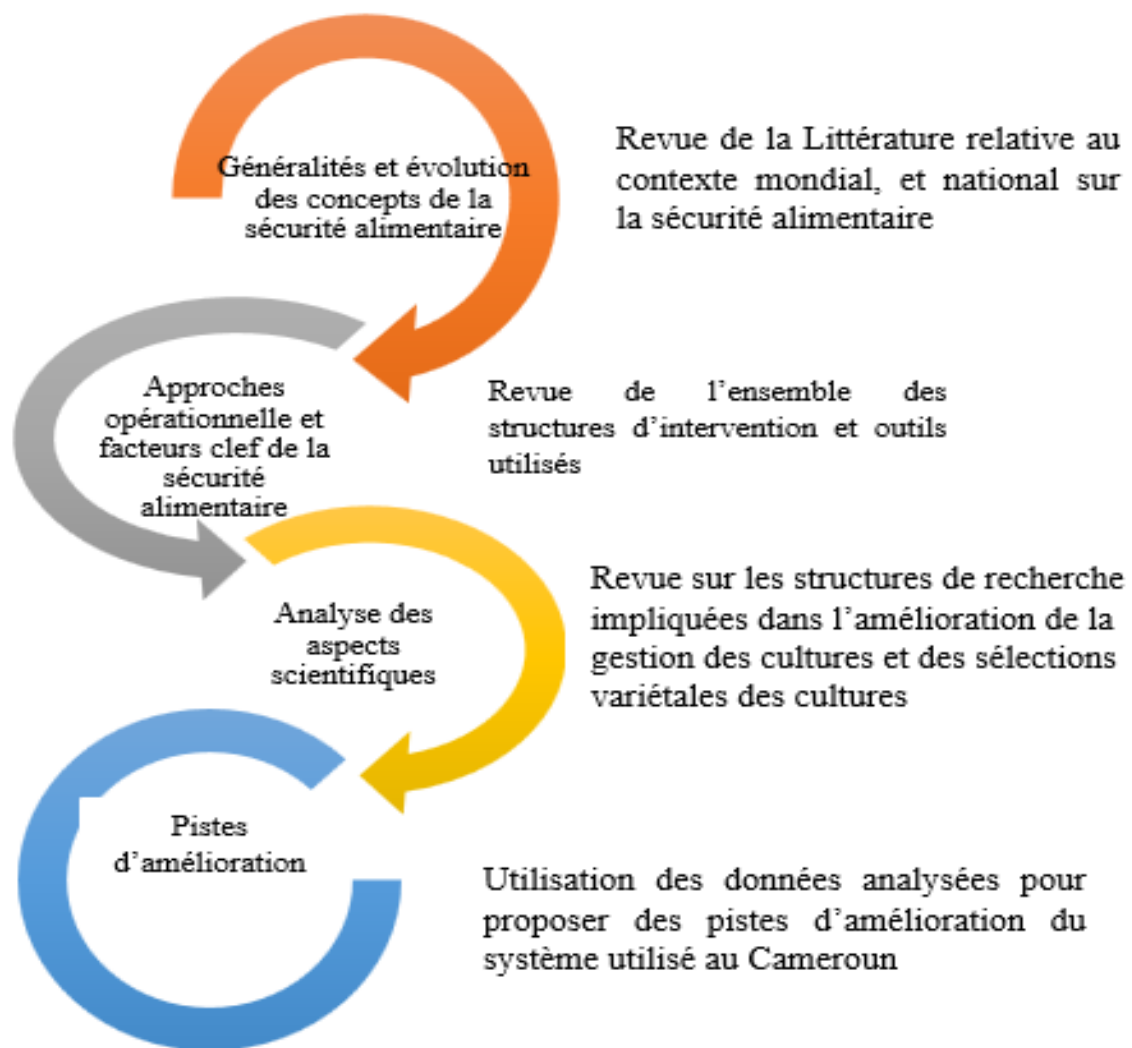 Généralités et évolution
des concepts de la
sécurité alimentaire
Revue de la Littérature relative au
contexte mondial, et national sur
la sécurité alimentaire
Approches
opérationnelle et
facteurs clef de la
sécurité
alimentaire
Revue de l’ensemble des
structures d’intervention et outils
utilisés
Analyse des
aspects
scientifiques
Revue sur les structures de recherche
impliquées dans l’amélioration de la
gestion des cultures et des sélections
variétales des cultures
Pistes
d’amélioration
Utilisation des données analysées pour
proposer des pistes d’amélioration du
système utilisé au Cameroun